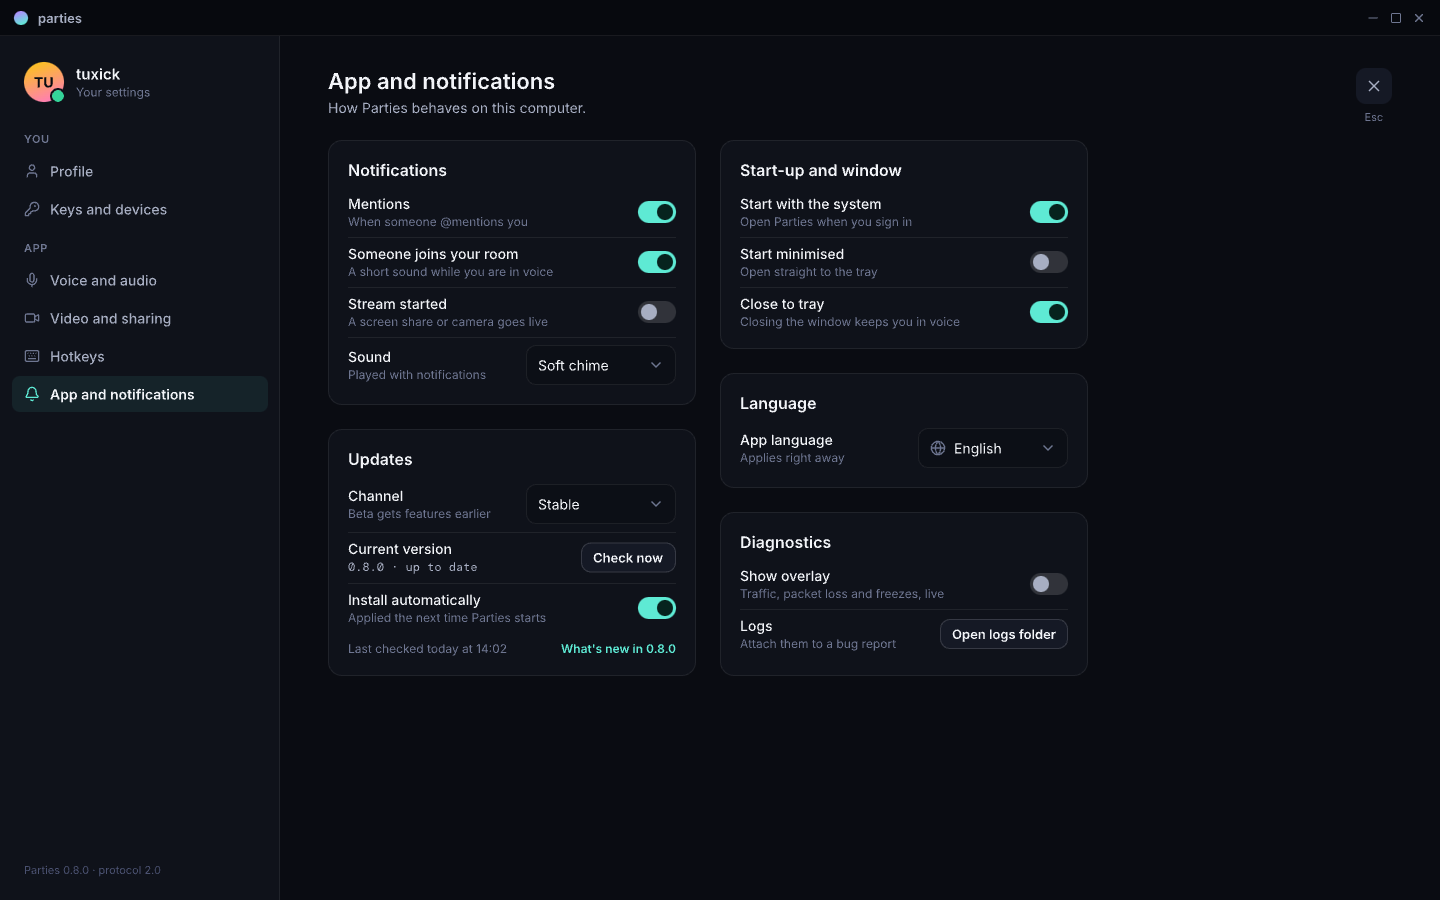 parties
TU
tuxick
Your settings
YOU
Profile
Keys and devices
APP
Voice and audio
Video and sharing
Hotkeys
App and notifications
Parties 0.8.0 · protocol 2.0
App and notifications
How Parties behaves on this computer.
Esc
Notifications
Mentions
When someone @mentions you
Someone joins your room
A short sound while you are in voice
Stream started
A screen share or camera goes live
Sound
Played with notifications
Soft chime
Updates
Channel
Beta gets features earlier
Stable
Current version
0.8.0 · up to date
Check now
Install automatically
Applied the next time Parties starts
Last checked today at 14:02
What's new in 0.8.0
Start-up and window
Start with the system
Open Parties when you sign in
Start minimised
Open straight to the tray
Close to tray
Closing the window keeps you in voice
Language
App language
Applies right away
English
Diagnostics
Show overlay
Traffic, packet loss and freezes, live
Logs
Attach them to a bug report
Open logs folder